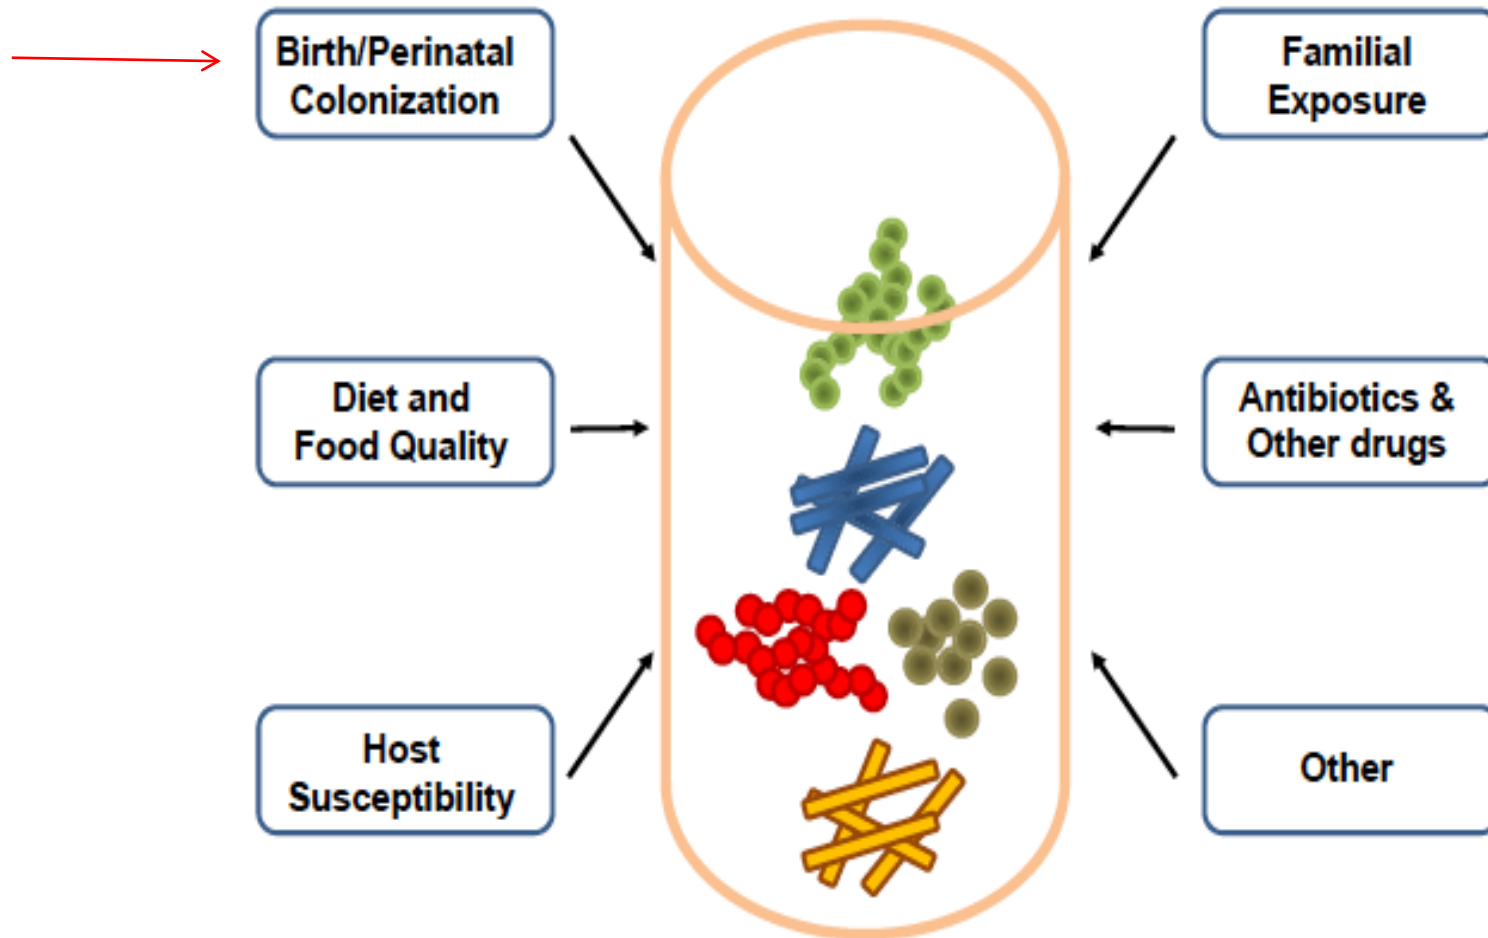 Birth/Perinatal
Colonization
Familial
Exposure
Diet and
Food Quality
Antibiotics &
Other drugs
Host
Susceptibility
Other